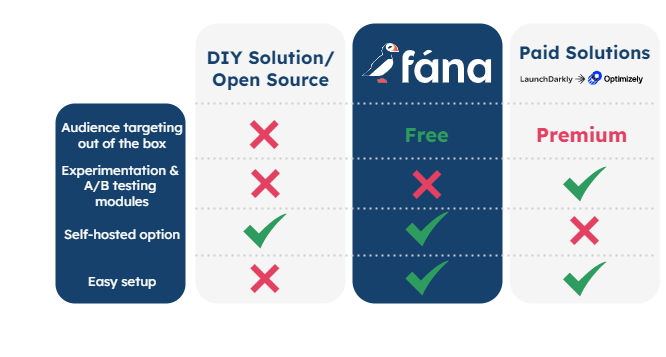 DIY Solution/
Open Source
fána
Paid Solutions
LaunchDarkly Optimizely
Audience targeting
out of the box
Free
Premium
Experimentation &
A/B testing
modules
Self-hosted option
Easy setup